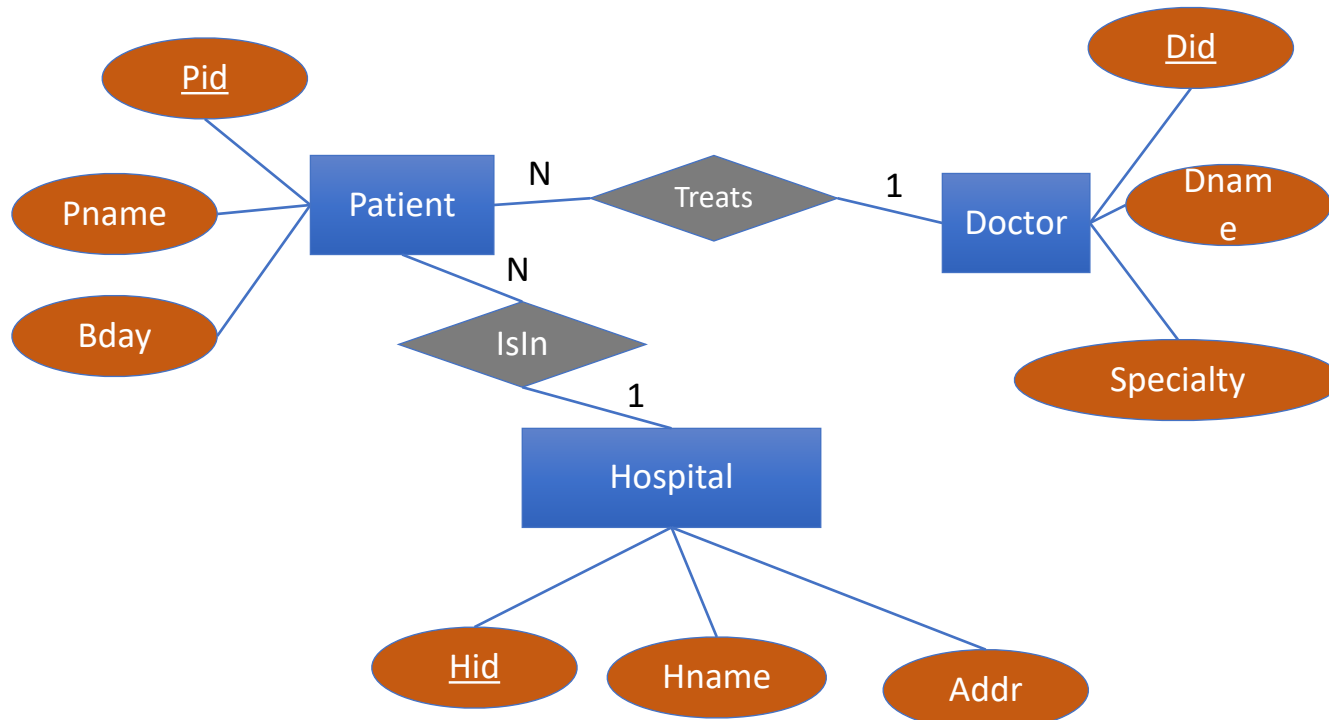 Did
Pid
Dnam
e
N
Treats
1
Patient
Doctor
Pname
N
Bday
IsIn
Specialty
1
Hospital
Hid
Hname
Addr